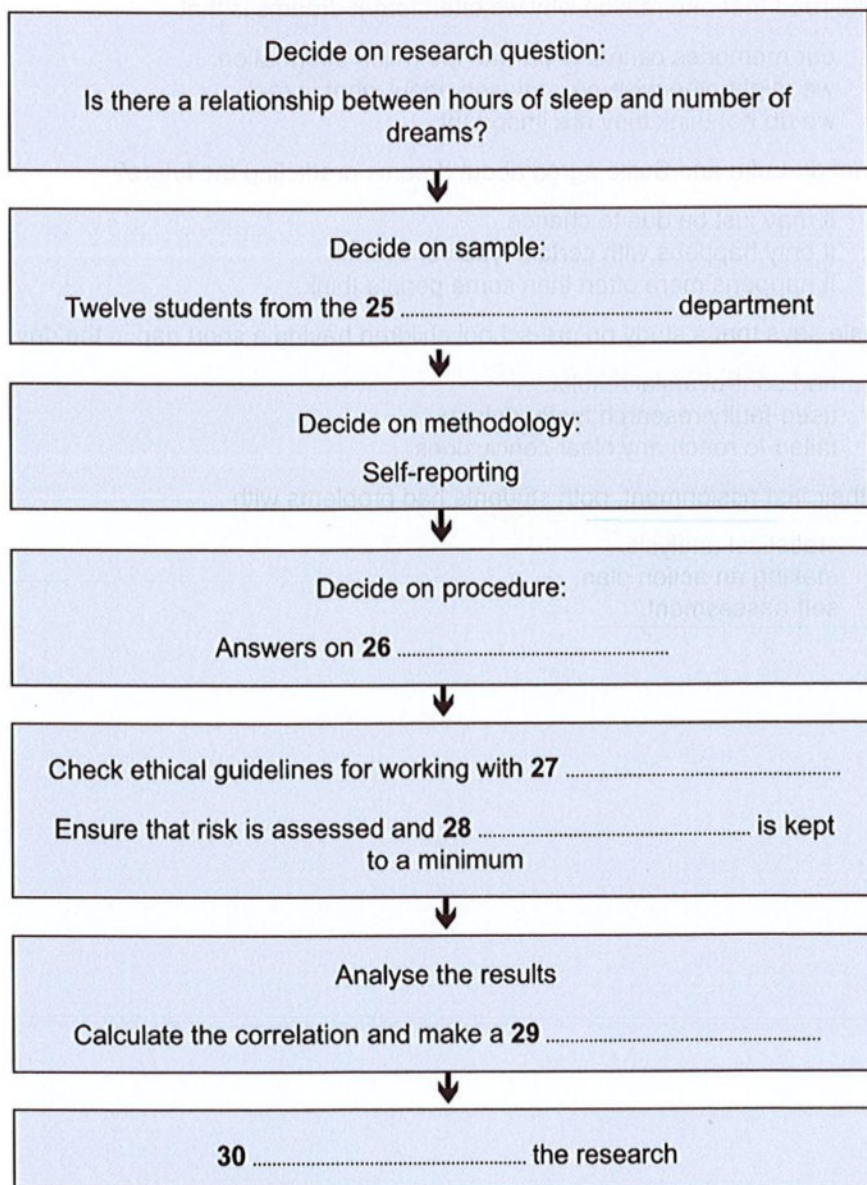 Decide on research question:
Is there a relationship between hours of sleep and number of
dreams?
Decide on sample:
Twelve students from the 25 ........................ department
Decide on methodology:
Self-reporting
Decide on procedure:
Answers on 26 ........................
Check ethical guidelines for working with 27 ........................
Ensure that risk is assessed and 28 ........................ is kept
to a minimum
Analyse the results
Calculate the correlation and make a 29 ........................
30 ........................ the research